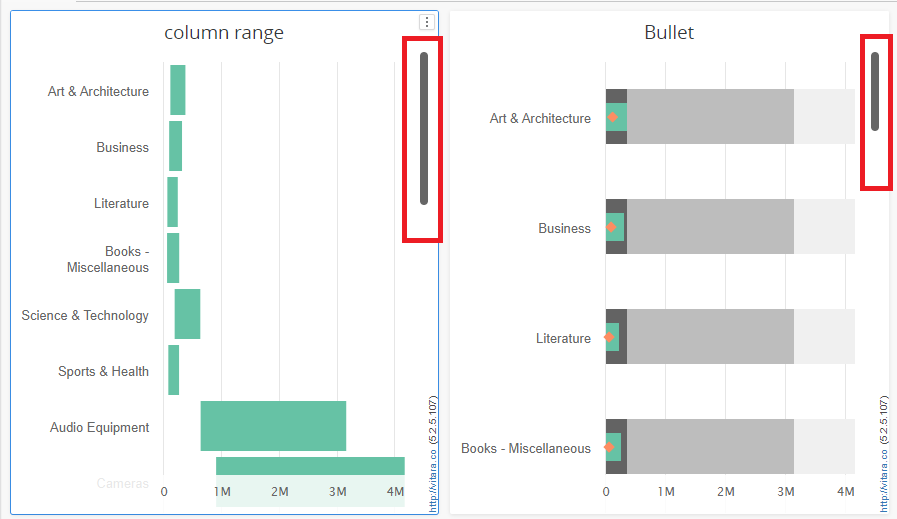 column range
Art & Architecture
Business
Literature
Books -
Miscellaneous
Science & Technology
Sports & Health
Audio Equipment
Cameras
0 1M 2M 3M 4M
http://vitara.co (5.2.5.107)
Bullet
Art & Architecture
Business
Literature
Books - Miscellaneous
0 1M 2M 3M 4M
http://vitara.co (5.2.5.107)